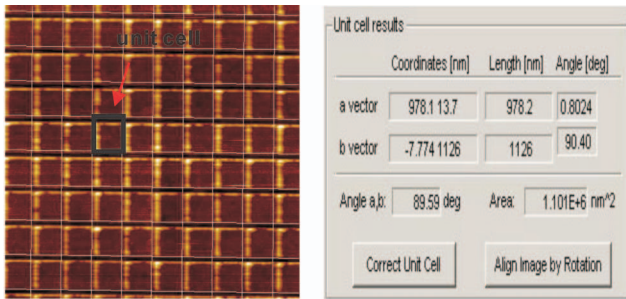 unit cell
Unit cell results
Coordinates [nm] Length [nm] Angle [deg]
a vector 978.1 13.7 978.2 0.8024
b vector -7.774 1126 1126 90.40
Angle a,b: 89.59 deg Area: 1.101E+6 nm^2
Correct Unit Cell Align Image by Rotation